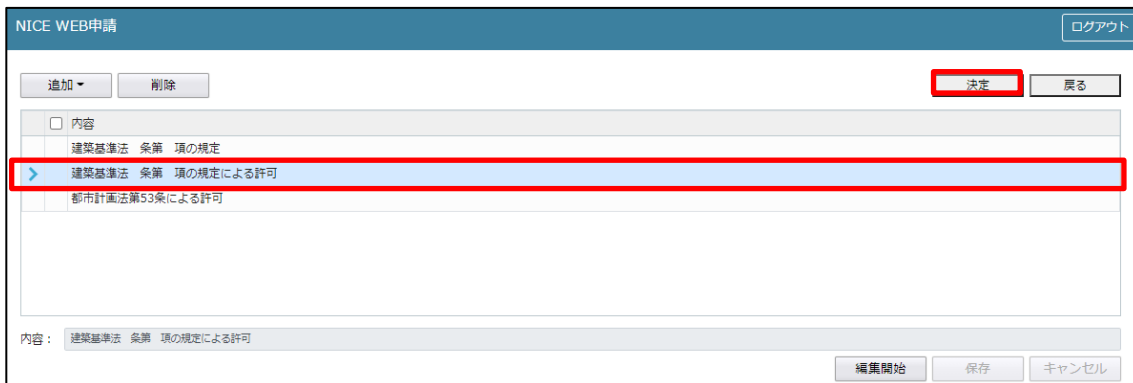 NICE WEB申請 ログアウト
追加 削除 決定 戻る
内容
建築基準法　条第　項の規定
建築基準法　条第　項の規定による許可
都市計画法第53条による許可
内容： 建築基準法　条第　項の規定による許可
編集開始 保存 キャンセル